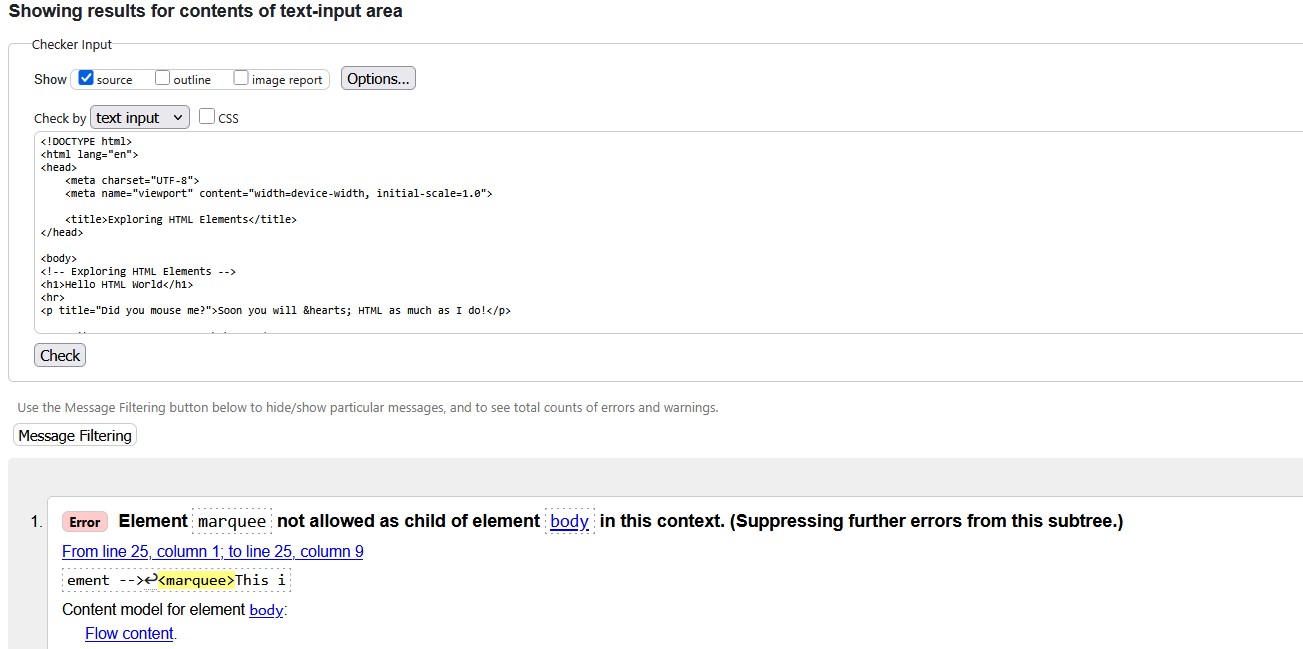 Showing results for contents of text-input area
Checker Input
Show source outline image report Options...
Check by text input CSS
<!DOCTYPE html>
<html lang="en">
<head>
    <meta charset="UTF-8">
    <meta name="viewport" content="width=device-width, initial-scale=1.0">
    <title>Exploring HTML Elements</title>
</head>
<body>
<!-- Exploring HTML Elements -->
<h1>Hello HTML World</h1>
<hr>
<p title="Did you mouse me?">Soon you will &hearts; HTML as much as I do!</p>
Check
Use the Message Filtering button below to hide/show particular messages, and to see total counts of errors and warnings.
Message Filtering
1. Error Element marquee not allowed as child of element body in this context. (Suppressing further errors from this subtree.)
From line 25, column 1; to line 25, column 9
ement -->↩<marquee>This i
Content model for element body:
Flow content.